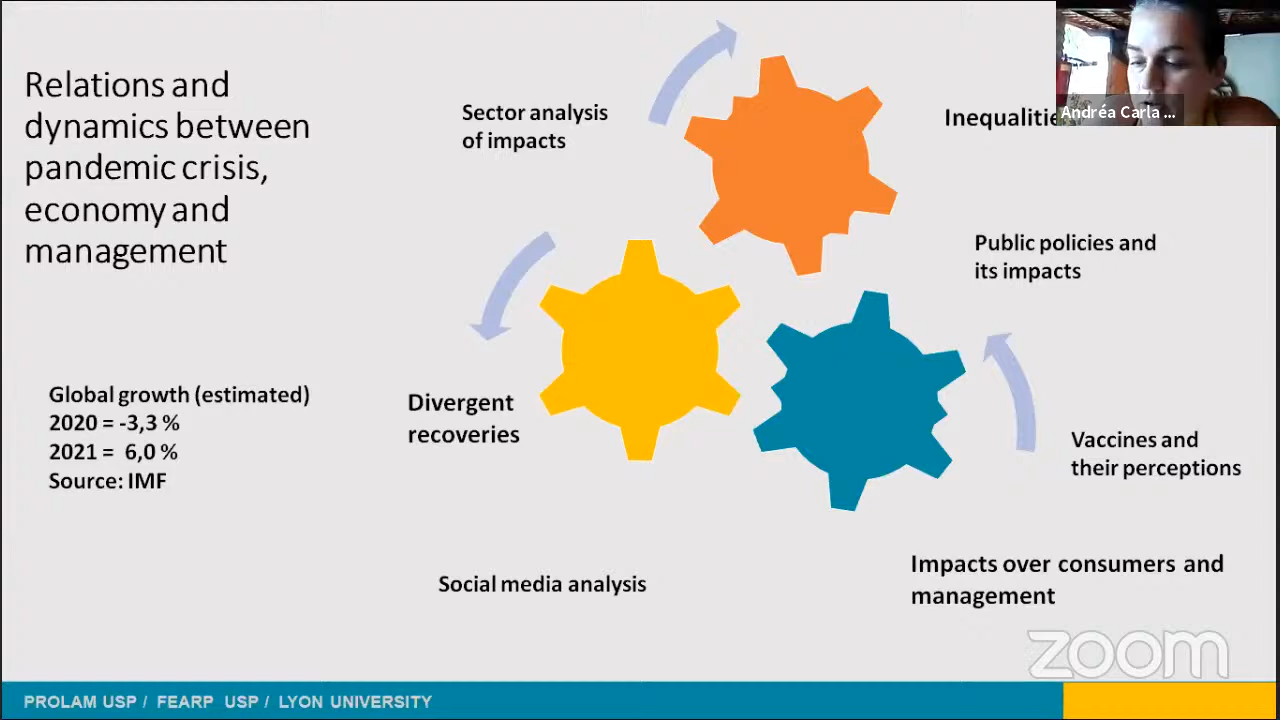 Relations and
dynamics between
pandemic crisis,
economy and
management
Sector analysis
of impacts
Andréa Carla ...
Public policies and
its impacts
Global growth (estimated)
2020 = -3,3 %
2021 = 6,0 %
Source: IMF
Divergent
recoveries
Vaccines and
their perceptions
Social media analysis
Impacts over consumers and
management
zoom
PROLAM USP / FEARP USP / LYON UNIVERSITY